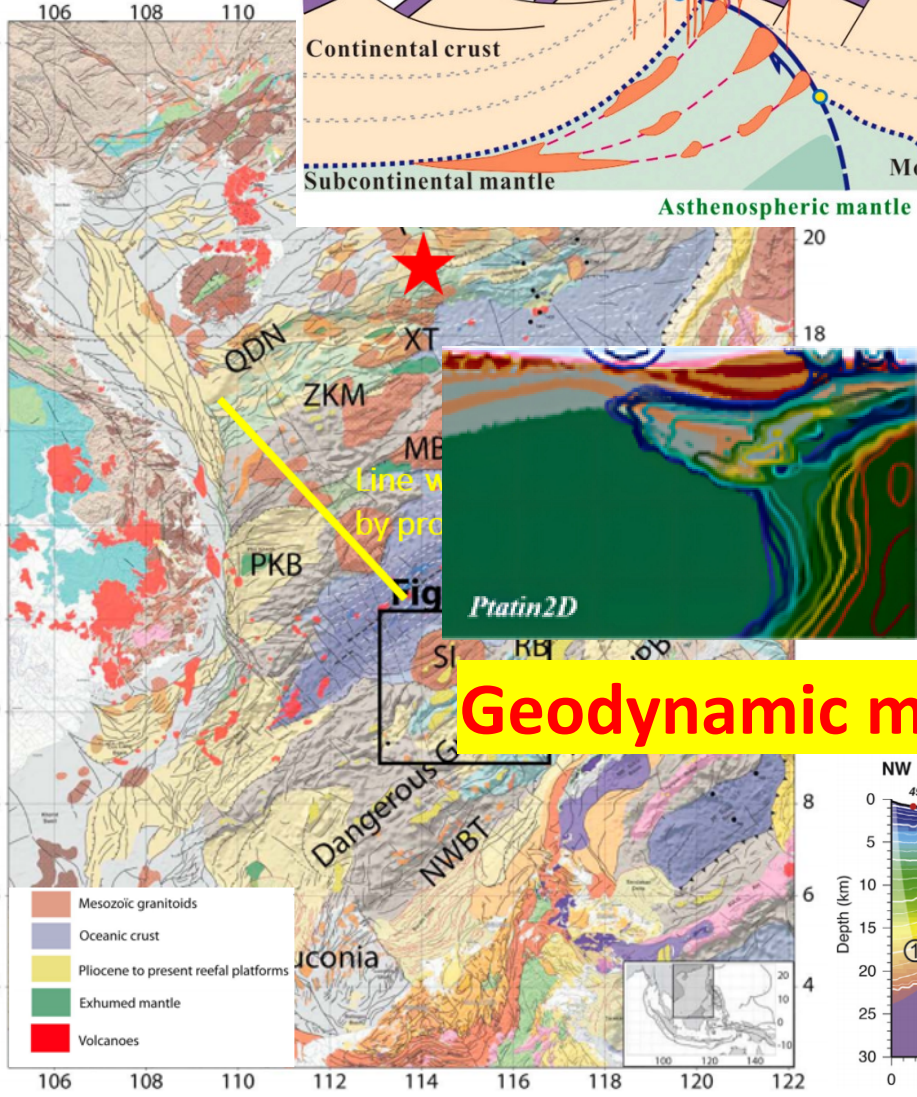 106 108 110
Continental crust
Subcontinental mantle
Asthenospheric mantle
20
18
QDN
XT
ZKM
Line
by
PKB
Fig
Ptatin2D
SI
RB
Geodynamic m
NW
Dangerous G
NWBT
8
6
4
0
5
10
15
20
25
30
Depth (km)
0
Mesozoïc granitoids
Oceanic crust
Pliocene to present reefal platforms
Exhumed mantle
Volcanoes
uconia
20
10
0
-10
100 120 140
106 108 110 112 114 116 118 120 122